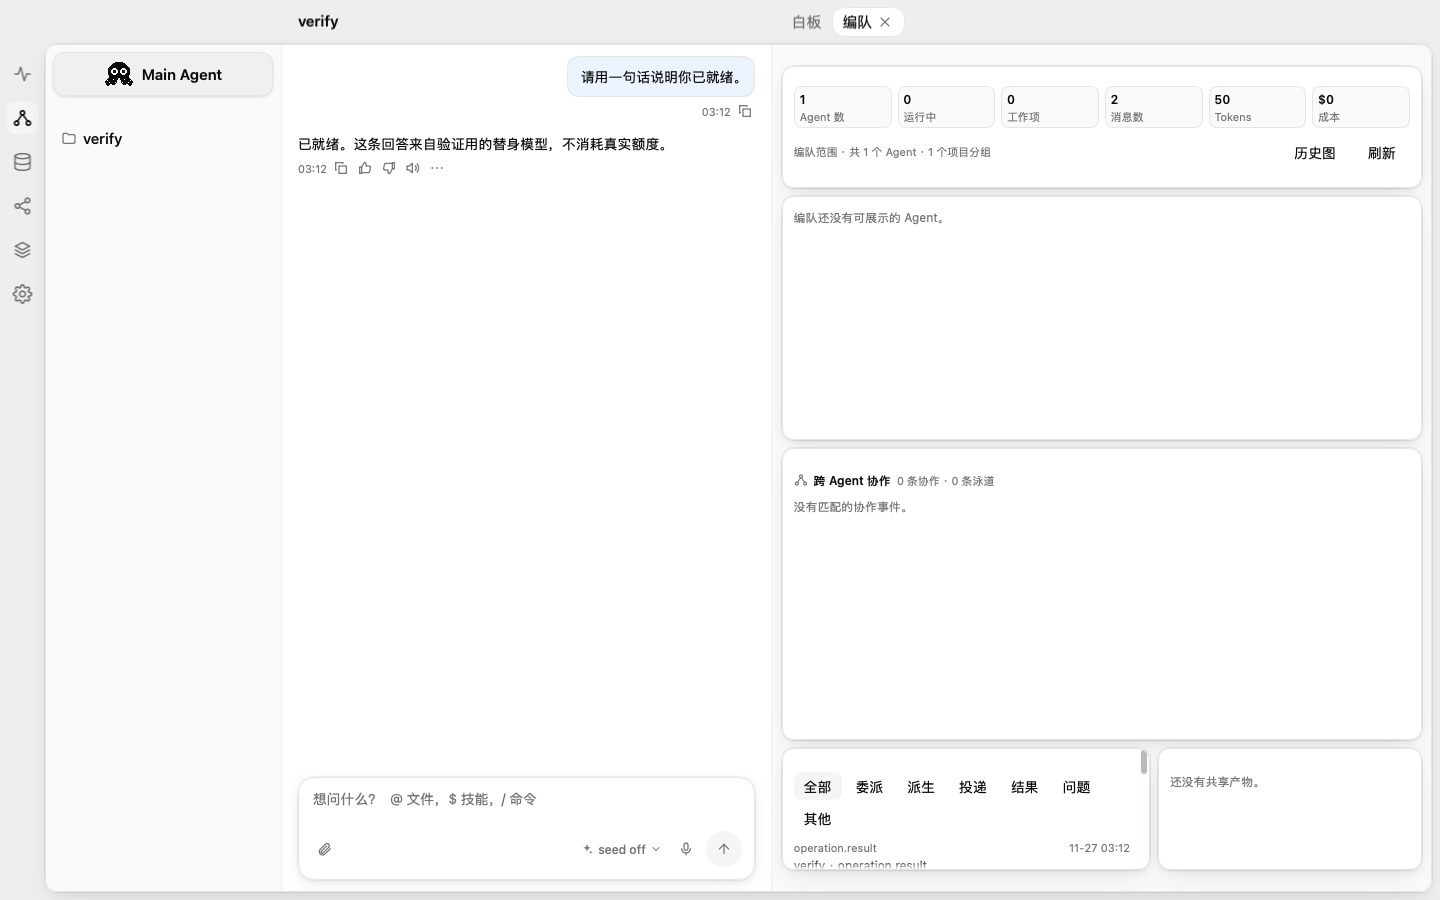 verify
白板
编队
Main Agent
verify
请用一句话说明你已就绪。
03:12
已就绪。这条回答来自验证用的替身模型，不消耗真实额度。
03:12
想问什么？ @ 文件，$ 技能，/ 命令
seed off
1
Agent 数
0
运行中
0
工作项
2
消息数
50
Tokens
$0
成本
编队范围 · 共 1 个 Agent · 1 个项目分组
历史图
刷新
编队还没有可展示的 Agent。
跨 Agent 协作 0 条协作 · 0 条泳道
没有匹配的协作事件。
全部 委派 派生 投递 结果 问题
其他
operation.result 11-27 03:12
verify · operation.result
还没有共享产物。